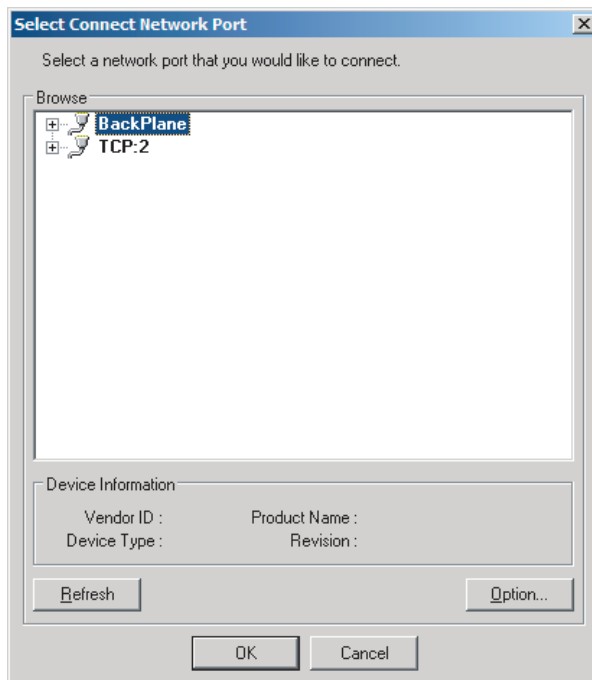 Select Connect Network Port
Select a network port that you would like to connect.
Browse
BackPlane
TCP:2
Device Information
Vendor ID : Product Name :
Device Type : Revision :
Refresh Option...
OK Cancel